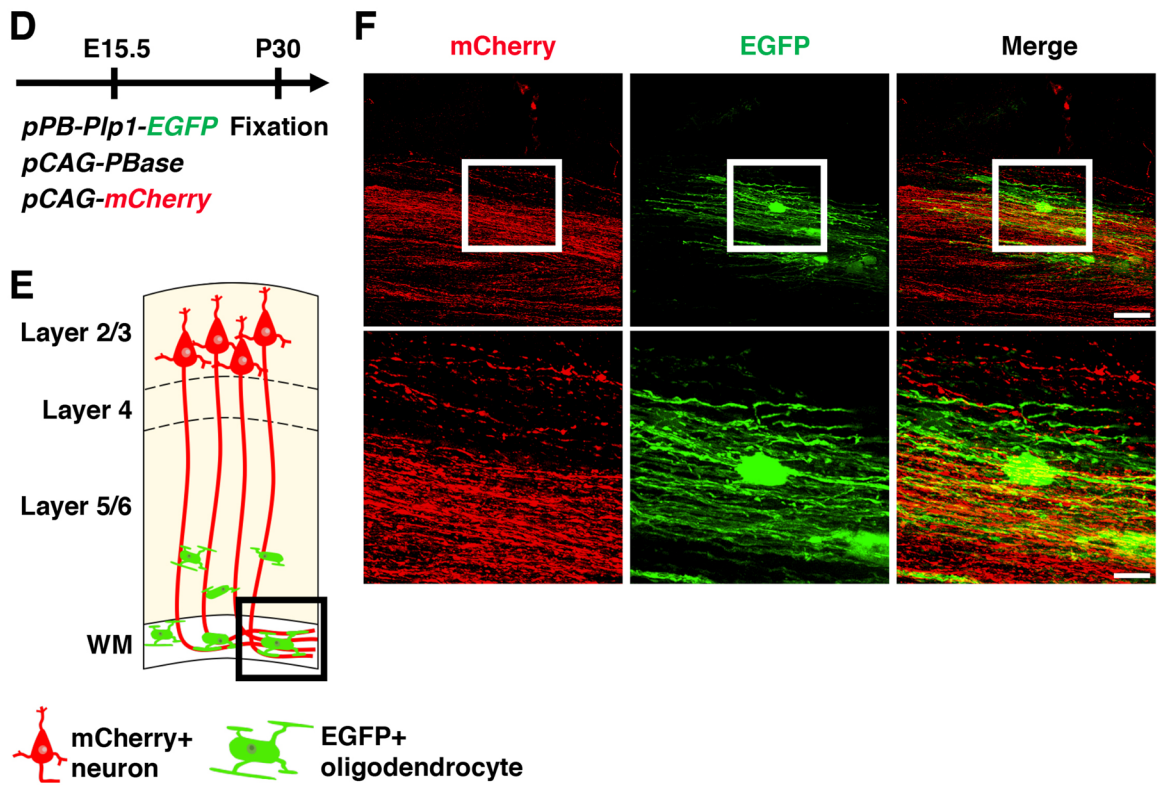 D
E15.5 P30
pPB-Plp1-EGFP Fixation
pCAG-PBase
pCAG-mCherry
E
Layer 2/3
Layer 4
Layer 5/6
WM
mCherry+
neuron
EGFP+
oligodendrocyte
F
mCherry EGFP Merge